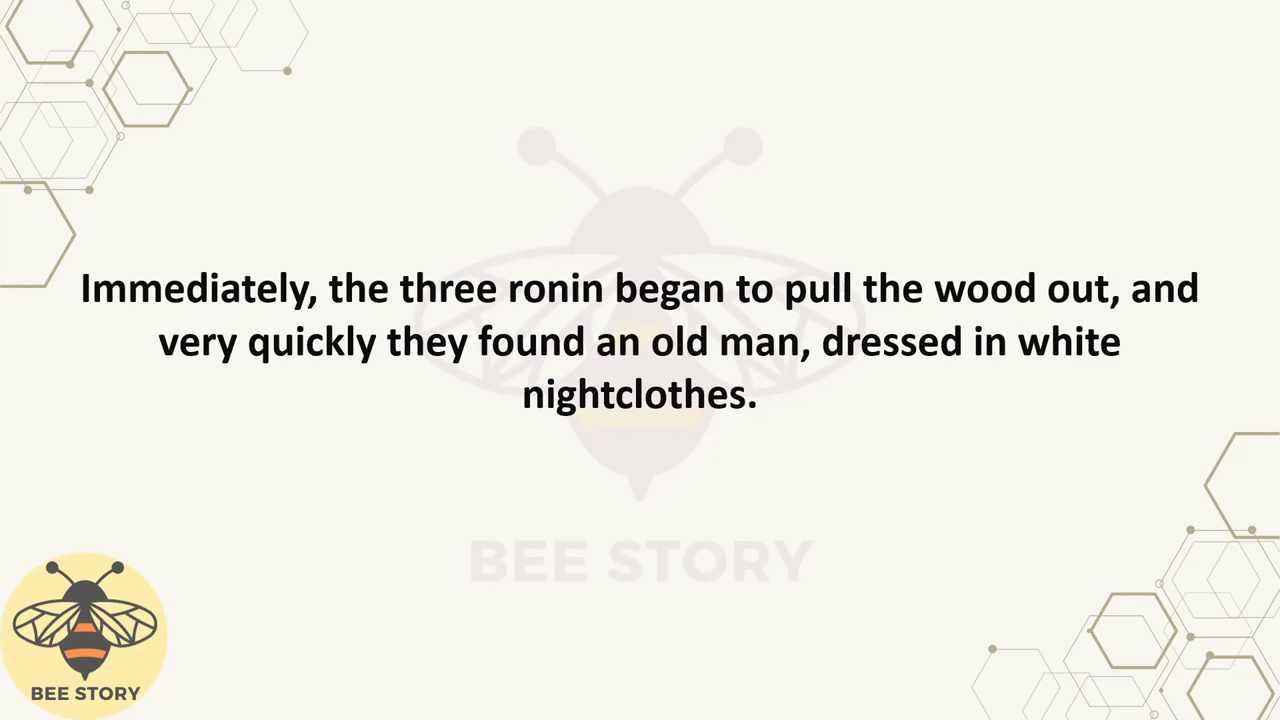 Immediately, the three ronin began to pull the wood out, and
very quickly they found an old man, dressed in white
nightclothes.
BEE STORY
BEE STORY